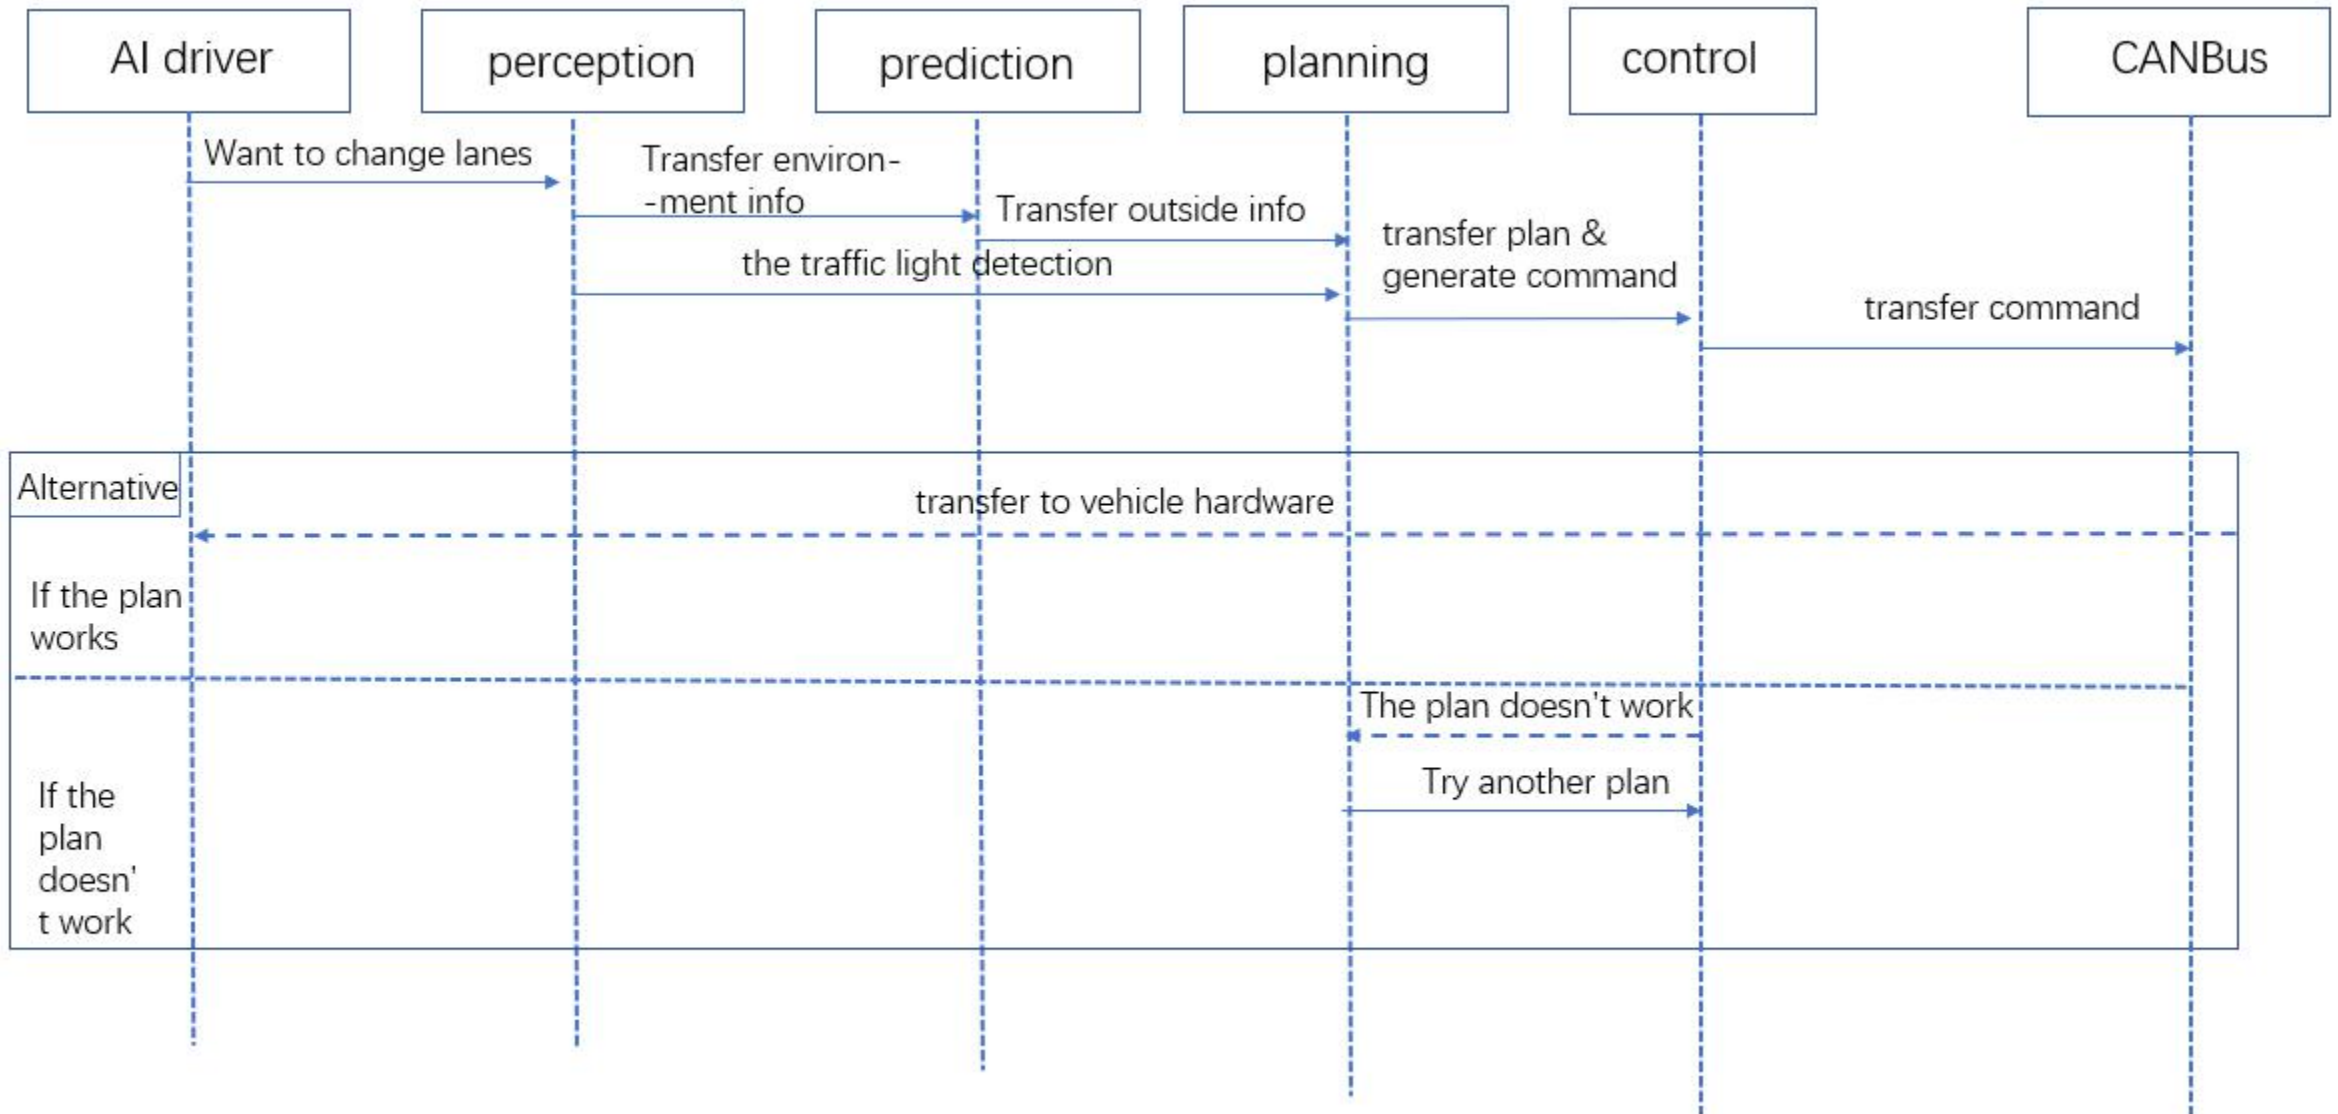 AI driver
perception
prediction
planning
control
CANBus
Want to change lanes
Transfer environ-
-ment info
Transfer outside info
the traffic light detection
transfer plan &
generate command
transfer command
Alternative
transfer to vehicle hardware
If the plan
works
The plan doesn't work
Try another plan
If the
plan
doesn'
t work